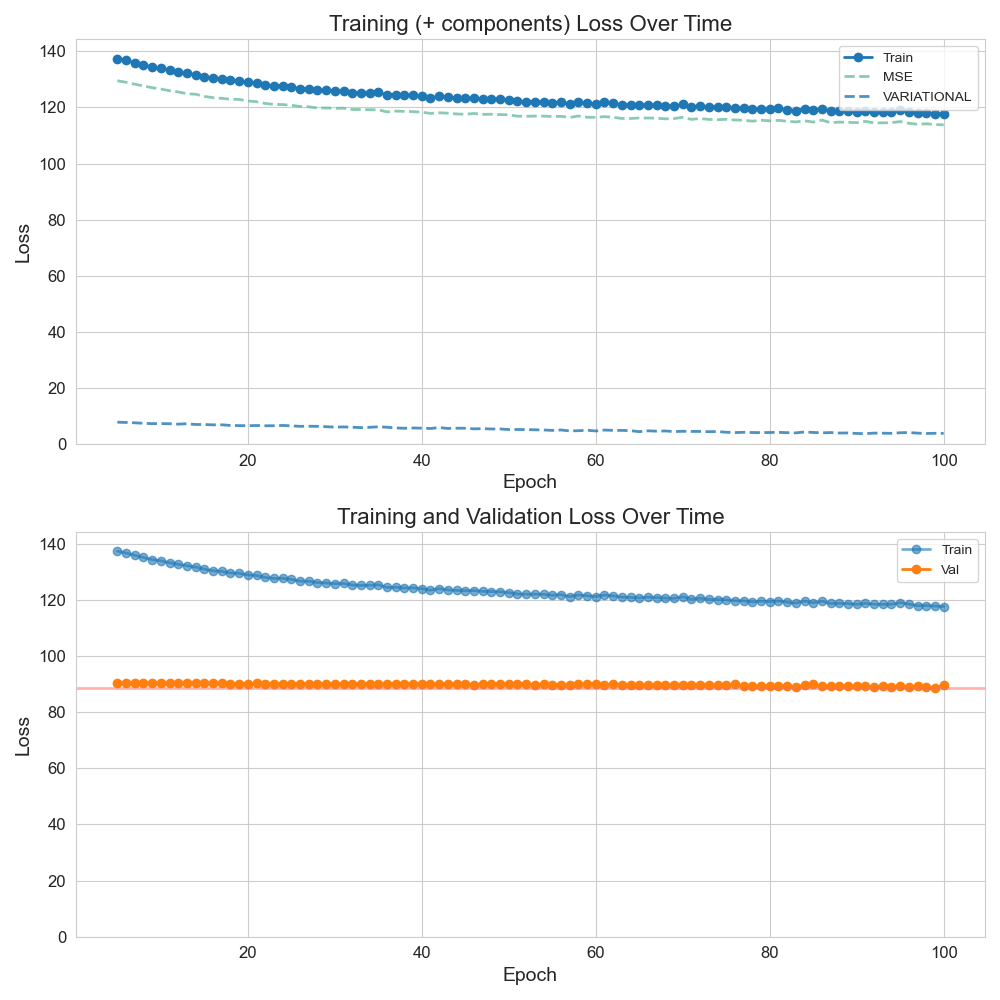 Training (+ components) Loss Over Time
140
120
100
80
60
40
20
0
Loss
Train
MSE
VARIATIONAL
20 40 60 80 100
Epoch
Training and Validation Loss Over Time
140
120
100
80
60
40
20
0
Loss
Train
Val
20 40 60 80 100
Epoch